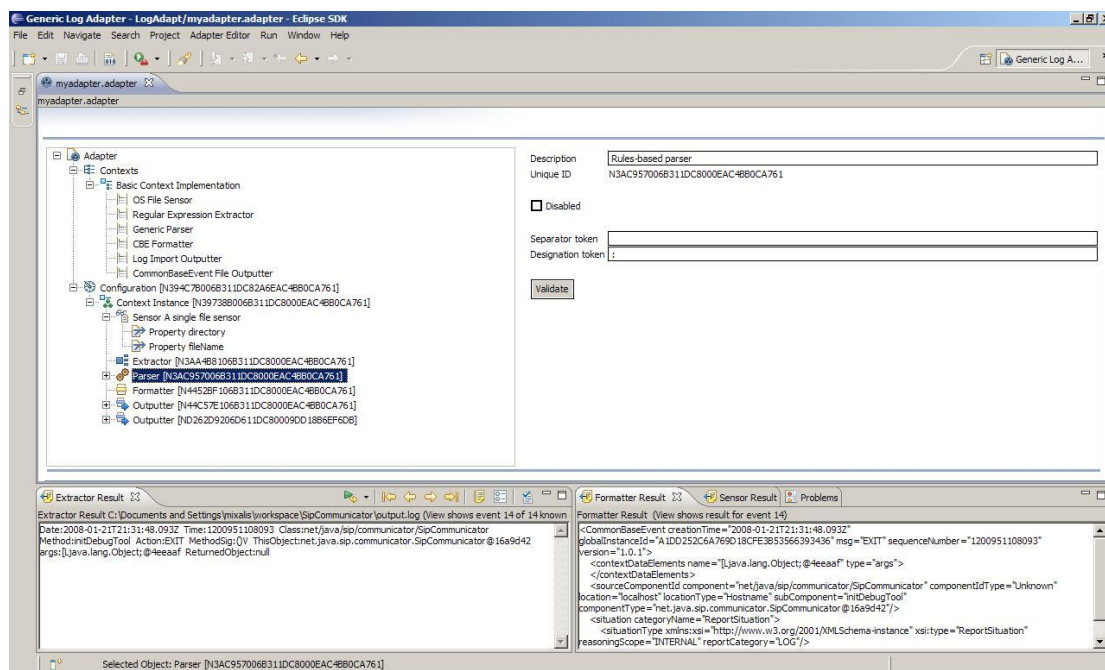 Generic Log Adapter - LogAdapt/myadapter.adapter - Eclipse SDK
File Edit Navigate Search Project Adapter Editor Run Window Help
Generic Log A...
myadapter.adapter
myadapter.adapter
Adapter
Contexts
Basic Context Implementation
OS File Sensor
Regular Expression Extractor
Generic Parser
CBE Formatter
Log Import Outputter
CommonBaseEvent File Outputter
Configuration [N394C7B006B311DC82A6EAC4BB0CA761]
Context Instance [N39738B006B311DC8000EAC4BB0CA761]
Sensor A single file sensor
Property directory
Property fileName
Extractor [N3AA4B8106B311DC8000EAC4BB0CA761]
Parser [N3AC957006B311DC8000EAC4BB0CA761]
Formatter [N4452BF106B311DC8000EAC4BB0CA761]
Outputter [N44C57E106B311DC8000EAC4BB0CA761]
Outputter [ND262D9206D611DC80009DD18B6EF6DB]
Description Rules-based parser
Unique ID N3AC957006B311DC8000EAC4BB0CA761
Disabled
Separator token
Designation token :
Validate
Extractor Result
Extractor Result C:\Documents and Settings\mixalis\workspace\SipCommunicator\output.log (View shows event 14 of 14 known
Date:2008-01-21T21:31:48.093Z Time:1200951108093 Class:net/java/sip/communicator/SipCommunicator
Method:initDebugTool Action:EXIT MethodSig:()V ThisObject:net.java.sip.communicator.SipCommunicator@16a9d42
args:[Ljava.lang.Object;@4eeaaf ReturnedObject:null
Formatter Result Sensor Result Problems
Formatter Result (View shows result for event 14)
<CommonBaseEvent creationTime="2008-01-21T21:31:48.093Z"
globalInstanceId="A1DD252C6A769D18CFE3B53566393436" msg="EXIT" sequenceNumber="1200951108093"
version="1.0.1">
<contextDataElements name="[Ljava.lang.Object;@4eeaaf" type="args">
</contextDataElements>
<sourceComponentId component="net/java/sip/communicator/SipCommunicator" componentIdType="Unknown"
location="localhost" locationType="Hostname" subComponent="initDebugTool"
componentType="net.java.sip.communicator.SipCommunicator@16a9d42"/>
<situation categoryName="ReportSituation">
<situationType xmlns:xsi="http://www.w3.org/2001/XMLSchema-instance" xsi:type="ReportSituation"
reasoningScope="INTERNAL" reportCategory="LOG"/>
Selected Object: Parser [N3AC957006B311DC8000EAC4BB0CA761]